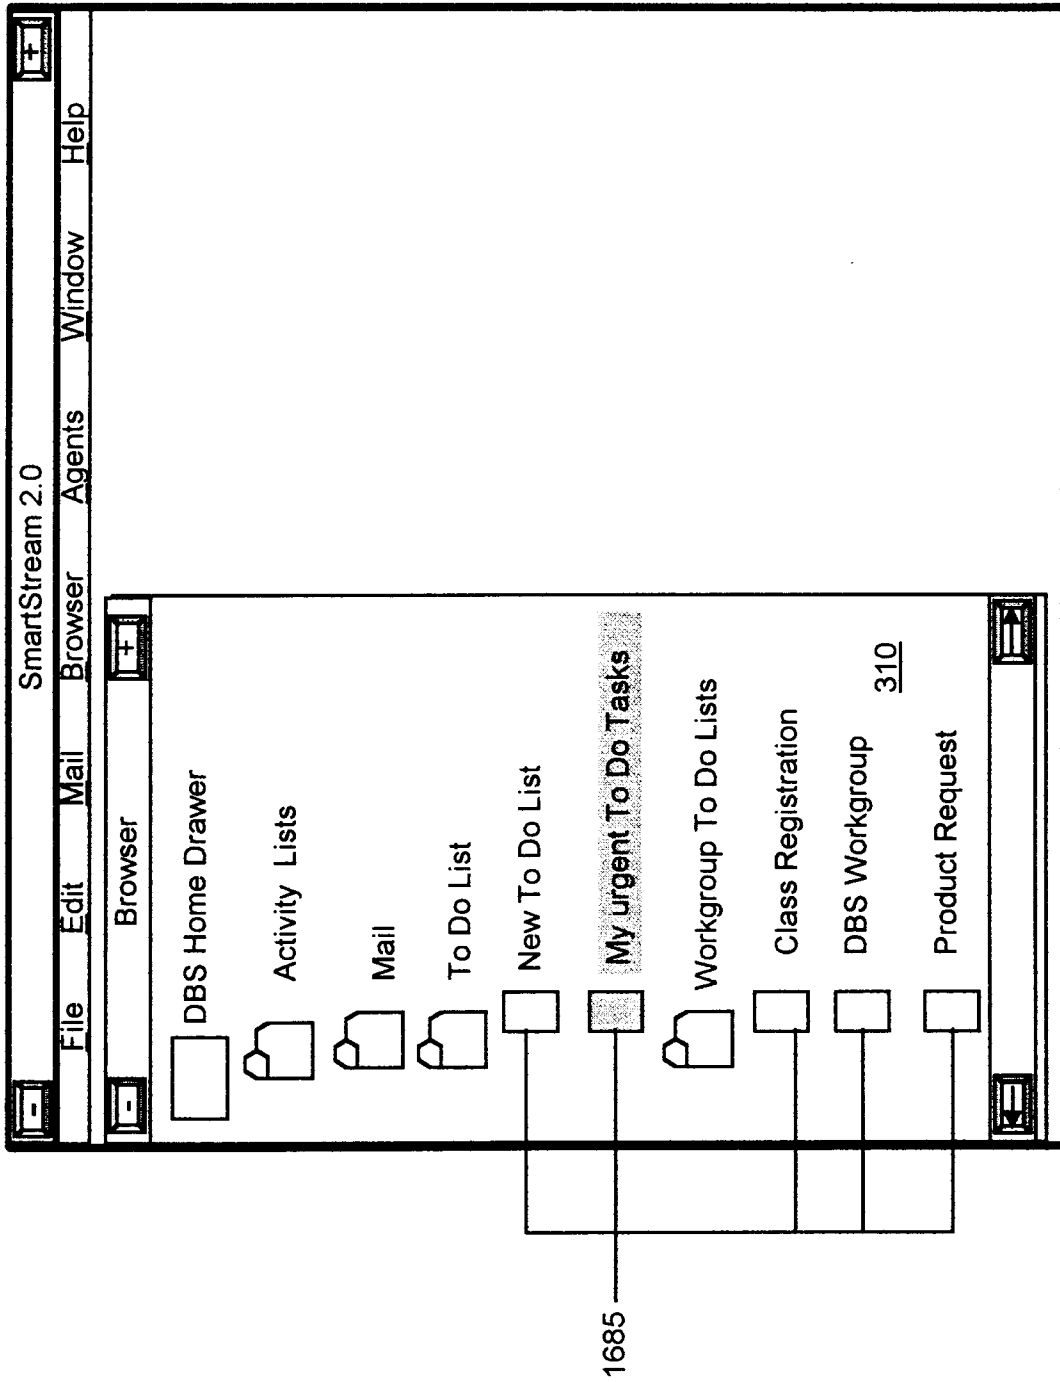 SmartStream 2.0
File Edit Mail Browser Agents Window Help
Browser
DBS Home Drawer
Activity Lists
Mail
To Do List
New To Do List
My urgent To Do Tasks
Workgroup To Do Lists
Class Registration
DBS Workgroup
310
Product Request
1685